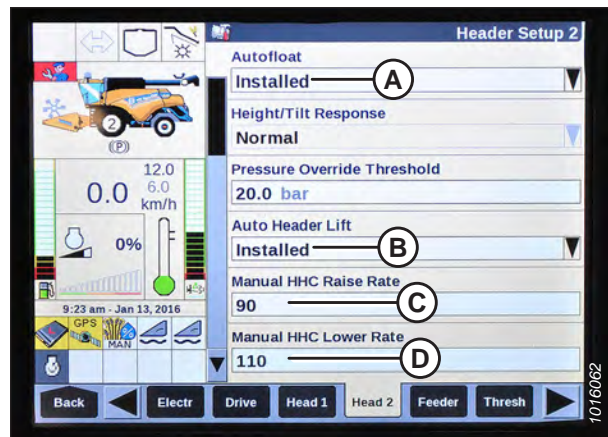 Header Setup 2
Autofloat
Installed
A
Height/Tilt Response
Normal
Pressure Override Threshold
20.0 bar
Auto Header Lift
Installed
B
Manual HHC Raise Rate
90
C
Manual HHC Lower Rate
110
D
2
(P)
12.0
0.0
6.0
km/h
0%
9:23 am - Jan 13, 2016
GPS
MAN
Back
Electr
Drive
Head 1
Head 2
Feeder
Thresh
1016062